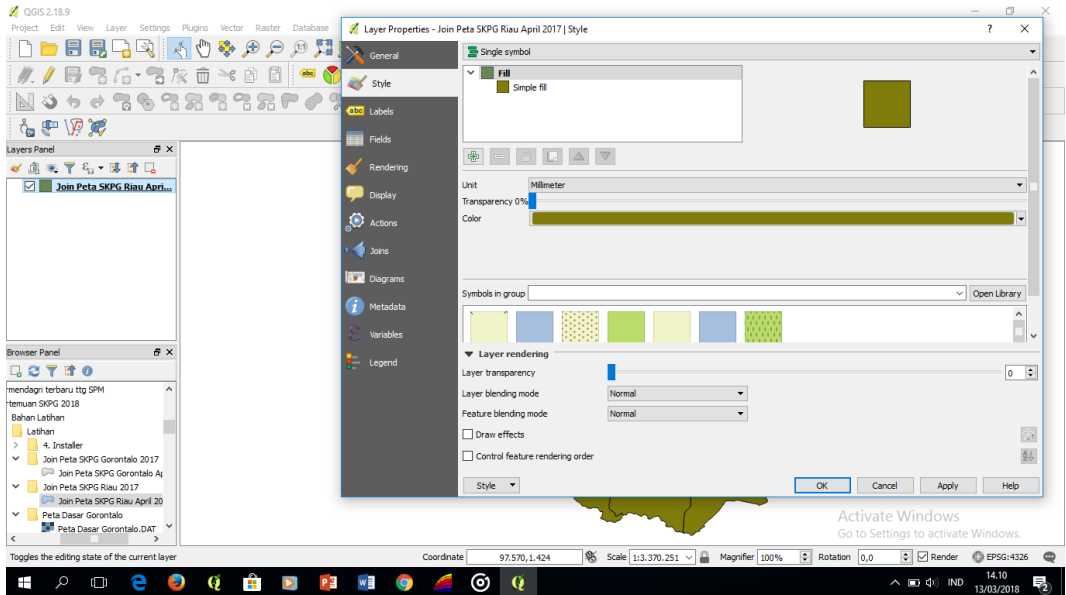 QGIS 2.18.9
Project Edit View Layer Settings Plugins Vector Raster Database
Layers Panel
Join Peta SKPG Riau Apri...
Browser Panel
rmendagri terbaru ttg SPM
rtemuan SKPG 2018
Bahan Latihan
Latihan
4. Installer
Join Peta SKPG Gorontalo 2017
Join Peta SKPG Gorontalo Ap
Join Peta SKPG Riau 2017
Join Peta SKPG Riau April 20
Peta Dasar Gorontalo
Peta Dasar Gorontalo.DAT
Layer Properties - Join Peta SKPG Riau April 2017 | Style
General
Style
Labels
Fields
Rendering
Display
Actions
Joins
Diagrams
Metadata
Variables
Legend
Single symbol
Fill
Simple fill
Unit Millimeter
Transparency 0%
Color
Symbols in group Open Library
Layer rendering
Layer transparency 0
Layer blending mode Normal
Feature blending mode Normal
Draw effects
Control feature rendering order
Style OK Cancel Apply Help
Activate Windows
Go to Settings to activate Windows.
Toggles the editing state of the current layer Coordinate 97.570,1.424 Scale 1:3.370.251 Magnifier 100% Rotation 0,0 Render EPSG:4326
IND
14.10
13/03/2018